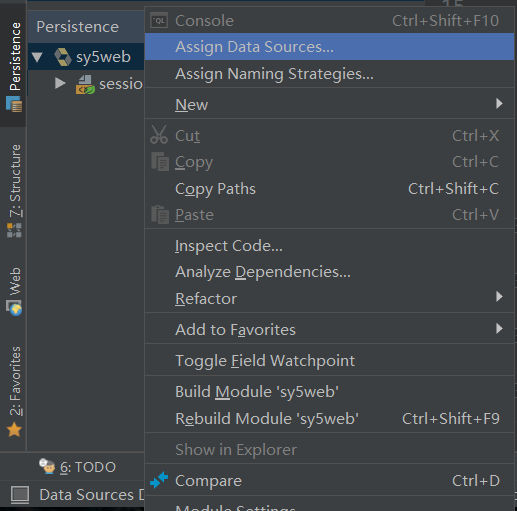 Persistence
sy5web
sessio
Console Ctrl+Shift+F10
Assign Data Sources...
Assign Naming Strategies...
New
Cut Ctrl+X
Copy Ctrl+C
Copy Paths Ctrl+Shift+C
Paste Ctrl+V
Inspect Code...
Analyze Dependencies...
Refactor
Add to Favorites
Toggle Field Watchpoint
Build Module 'sy5web'
Rebuild Module 'sy5web' Ctrl+Shift+F9
Show in Explorer
Compare Ctrl+D
Module Settings
Persistence
7: Structure
Web
2: Favorites
6: TODO
Data Sources D